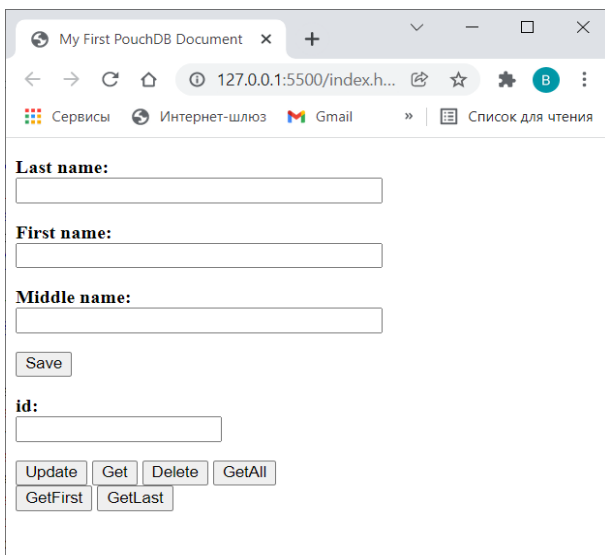 My First PouchDB Document
127.0.0.1:5500/index.h...
B
Сервисы Интернет-шлюз Gmail » Список для чтения
Last name:
First name:
Middle name:
Save
id:
Update Get Delete GetAll
GetFirst GetLast